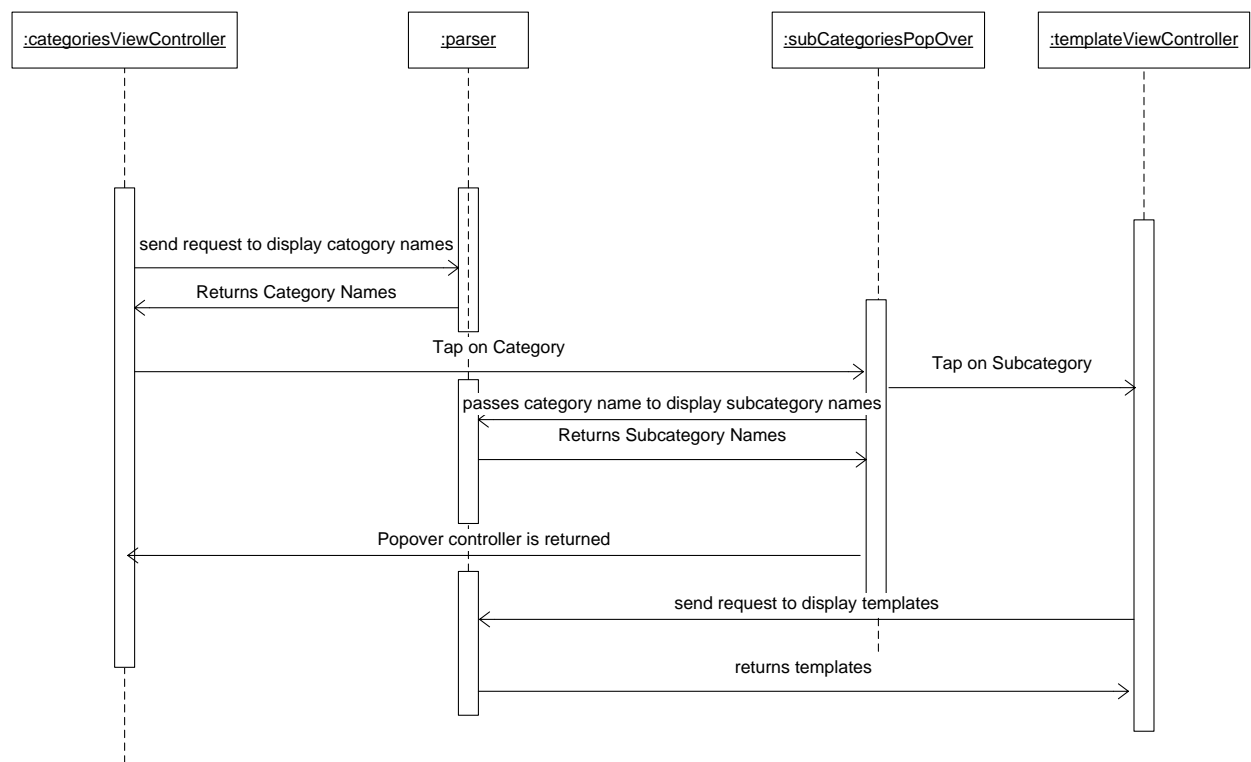 :categoriesViewController
:parser
:subCategoriesPopOver
:templateViewController
send request to display catogory names
Returns Category Names
Tap on Category
Tap on Subcategory
passes category name to display subcategory names
Returns Subcategory Names
Popover controller is returned
send request to display templates
returns templates